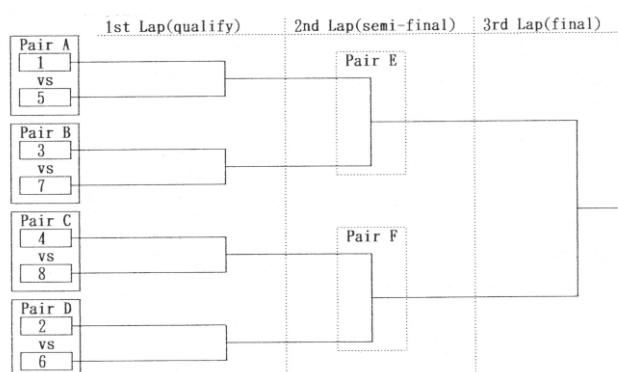 1st Lap(qualify)
2nd Lap(semi-final)
3rd Lap(final)
Pair A
1
vs
5
Pair B
3
vs
7
Pair C
4
vs
8
Pair D
2
vs
6
Pair E
Pair F